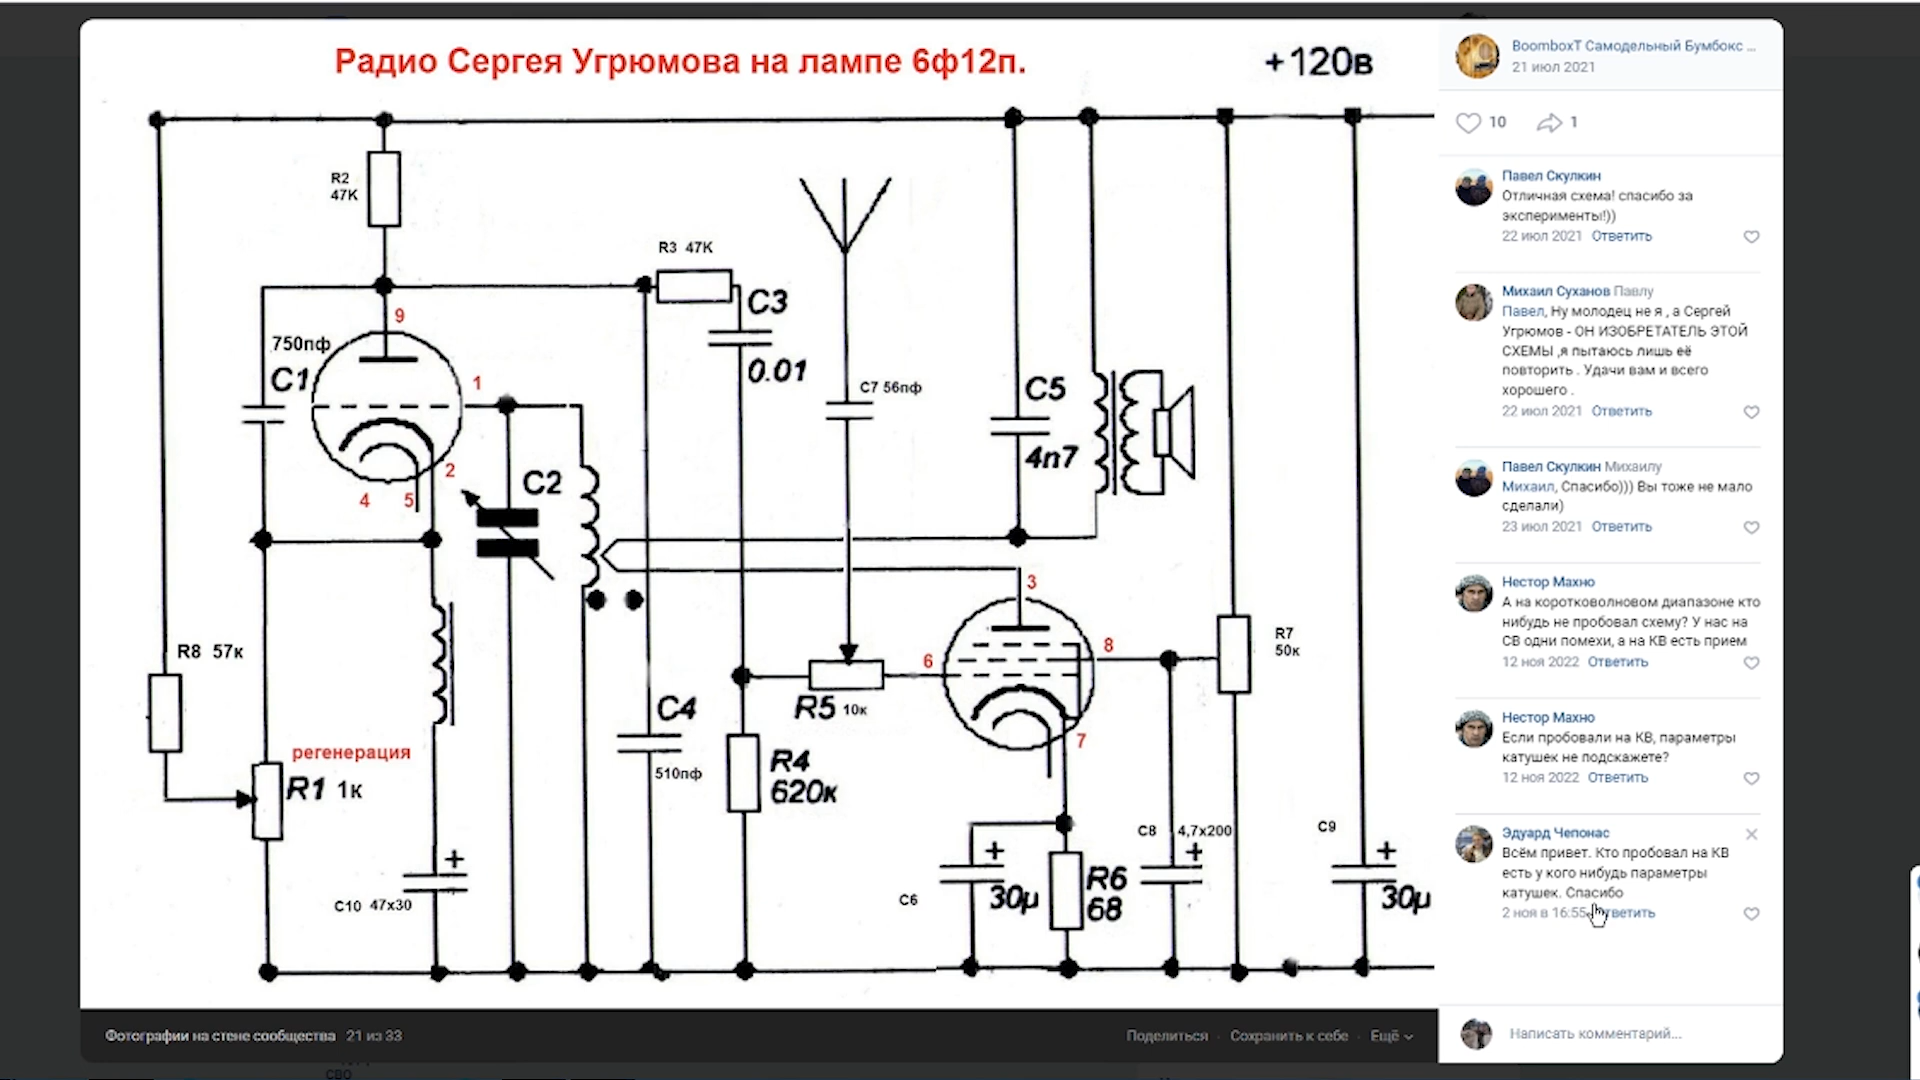 Радио Сергея Угрюмова на лампе 6ф12п.
+120в
R2
47K
R3 47K
C3
0.01
9
750пф
C1
1
2
4 5
C2
C7 56пф
C5
4n7
3
8
6
7
R7
50к
R8 57к
C4
510пф
R5 10к
регенерация
R1 1к
R4
620к
C10 47x30
C6
30µ
R6
68
C8 4,7x200
C9
30µ
Фотографии на стене сообщества 21 из 33
Поделиться · Сохранить к себе · Ещё
BoomboxT Самодельный Бумбокс ...
21 июл 2021
10 1
Павел Скулкин
Отличная схема! спасибо за
эксперименты!))
22 июл 2021 Ответить
Михаил Суханов Павлу
Павел, Ну молодец не я , а Сергей
Угрюмов - ОН ИЗОБРЕТАТЕЛЬ ЭТОЙ
СХЕМЫ ,я пытаюсь лишь её
повторить . Удачи вам и всего
хорошего .
22 июл 2021 Ответить
Павел Скулкин Михаилу
Михаил, Спасибо))) Вы тоже не мало
сделали)
23 июл 2021 Ответить
Нестор Махно
А на коротковолновом диапазоне кто
нибудь не пробовал схему? У нас на
СВ одни помехи, а на КВ есть прием
12 ноя 2022 Ответить
Нестор Махно
Если пробовали на КВ, параметры
катушек не подскажете?
12 ноя 2022 Ответить
Эдуард Чепонас
Всём привет. Кто пробовал на КВ
есть у кого нибудь параметры
катушек. Спасибо
2 ноя в 16:55 Ответить
Написать комментарий...